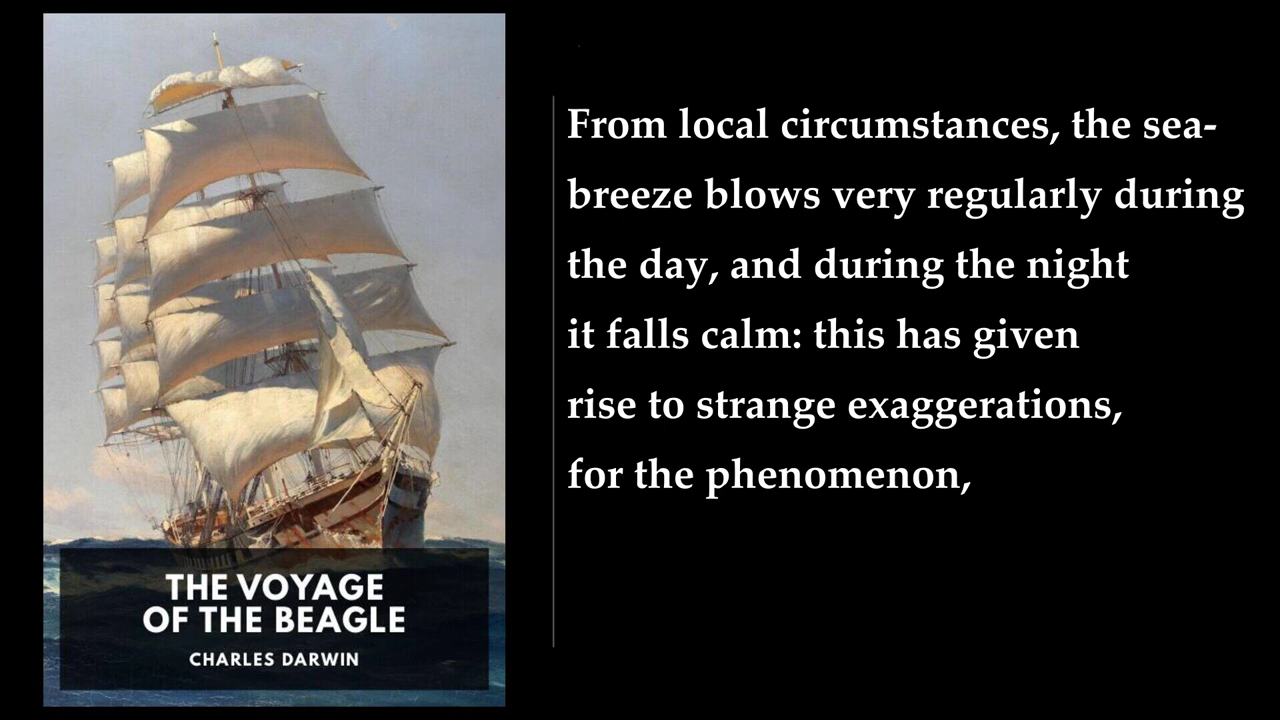 From local circumstances, the sea-
breeze blows very regularly during
the day, and during the night
it falls calm: this has given
rise to strange exaggerations,
for the phenomenon,
THE VOYAGE
OF THE BEAGLE
CHARLES DARWIN